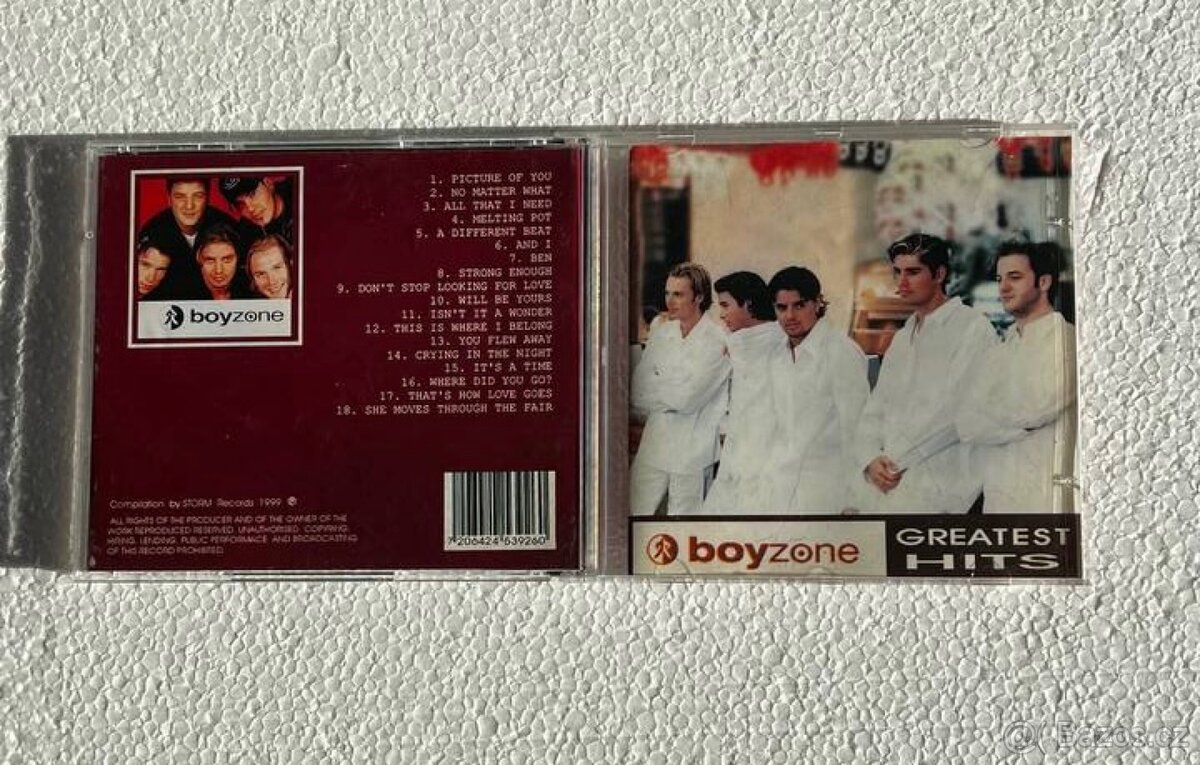 1. PICTURE OF YOU
2. NO MATTER WHAT
3. ALL THAT I NEED
4. MELTING POT
5. A DIFFERENT BEAT
6. AND I
7. BEN
8. STRONG ENOUGH
9. DON'T STOP LOOKING FOR LOVE
10. WILL BE YOURS
11. ISN'T IT A WONDER
12. THIS IS WHERE I BELONG
13. YOU FLEW AWAY
14. CRYING IN THE NIGHT
15. IT'S A TIME
16. WHERE DID YOU GO?
17. THAT'S HOW LOVE GOES
18. SHE MOVES THROUGH THE FAIR
boyzone
Compilation by STORM Records 1999 ℗
ALL RIGHTS OF THE PRODUCER AND OF THE OWNER OF THE
WORK REPRODUCED RESERVED. UNAUTHORISED COPYING,
HIRING, LENDING, PUBLIC PERFORMANCE AND BROADCASTING
OF THIS RECORD PROHIBITED.
7 206424 539260
boyzone
GREATEST
HITS
Bazos.cz